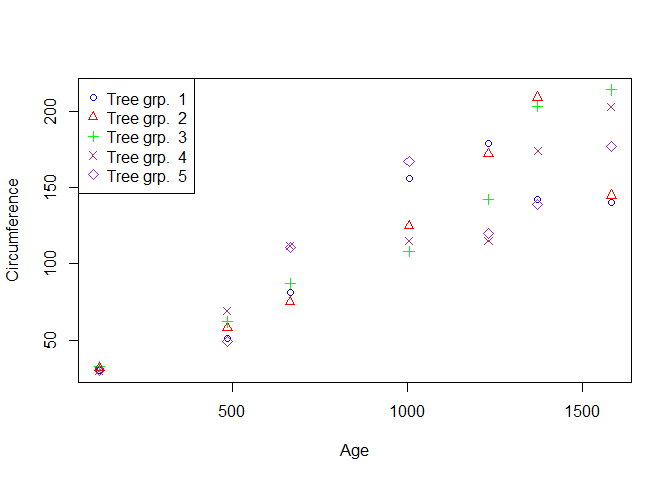 Tree grp. 1
Tree grp. 2
Tree grp. 3
Tree grp. 4
Tree grp. 5
200
150
100
50
Circumference
500 1000 1500
Age